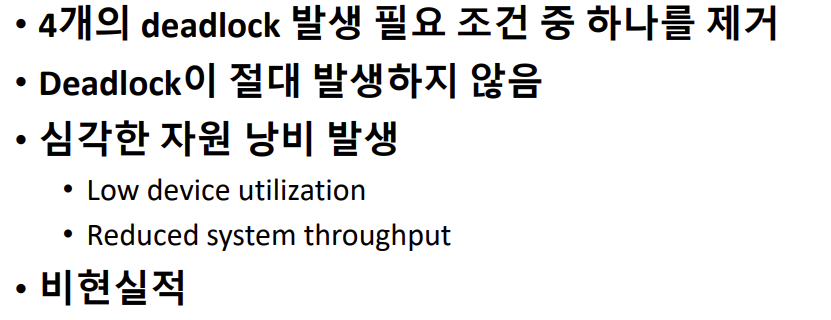 • 4개의 deadlock 발생 필요 조건 중 하나를 제거
• Deadlock이 절대 발생하지 않음
• 심각한 자원 낭비 발생
• Low device utilization
• Reduced system throughput
• 비현실적